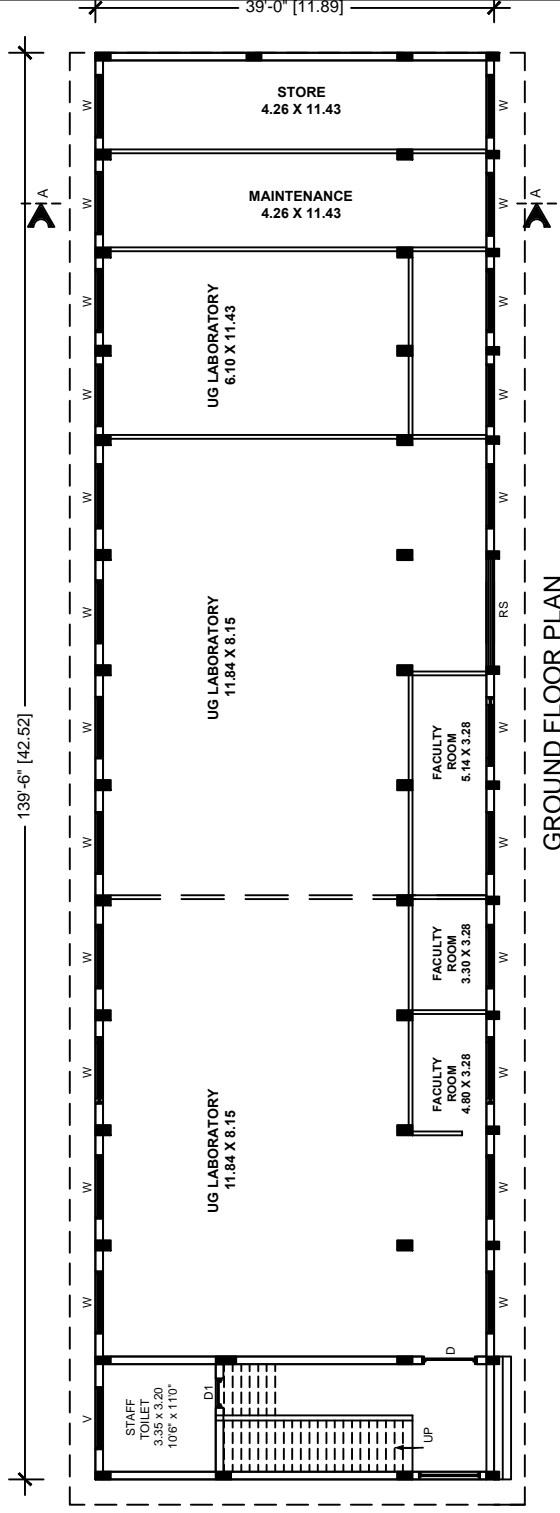 39'-0" [11.89]
139'-6" [42.52]
STORE
4.26 X 11.43
W
W
A
A
MAINTENANCE
4.26 X 11.43
W
W
UG LABORATORY
6.10 X 11.43
W
W
W
W
UG LABORATORY
11.84 X 8.15
W
W
W
RS
W
W
W
W
FACULTY
ROOM
5.14 X 3.28
FACULTY
ROOM
3.30 X 3.28
W
W
FACULTY
ROOM
4.80 X 3.28
W
W
UG LABORATORY
11.84 X 8.15
W
W
W
W
STAFF
TOILET
3.35 x 3.20
10'6" x 11'0"
V
D1
D
UP
GROUND FLOOR PLAN